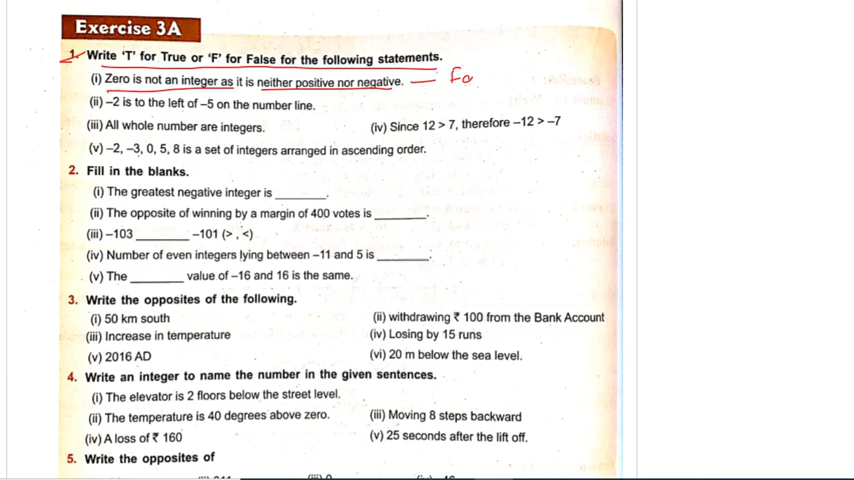 Exercise 3A
1. Write 'T' for True or 'F' for False for the following statements.
(i) Zero is not an integer as it is neither positive nor negative. — Fa
(ii) –2 is to the left of –5 on the number line.
(iii) All whole number are integers. (iv) Since 12 > 7, therefore –12 > –7
(v) –2, –3, 0, 5, 8 is a set of integers arranged in ascending order.
2. Fill in the blanks.
(i) The greatest negative integer is ________.
(ii) The opposite of winning by a margin of 400 votes is ________.
(iii) –103 ________ –101 (> , <)
(iv) Number of even integers lying between –11 and 5 is ________.
(v) The ________ value of –16 and 16 is the same.
3. Write the opposites of the following.
(i) 50 km south (ii) withdrawing ₹ 100 from the Bank Account
(iii) Increase in temperature (iv) Losing by 15 runs
(v) 2016 AD (vi) 20 m below the sea level.
4. Write an integer to name the number in the given sentences.
(i) The elevator is 2 floors below the street level.
(ii) The temperature is 40 degrees above zero. (iii) Moving 8 steps backward
(iv) A loss of ₹ 160 (v) 25 seconds after the lift off.
5. Write the opposites of